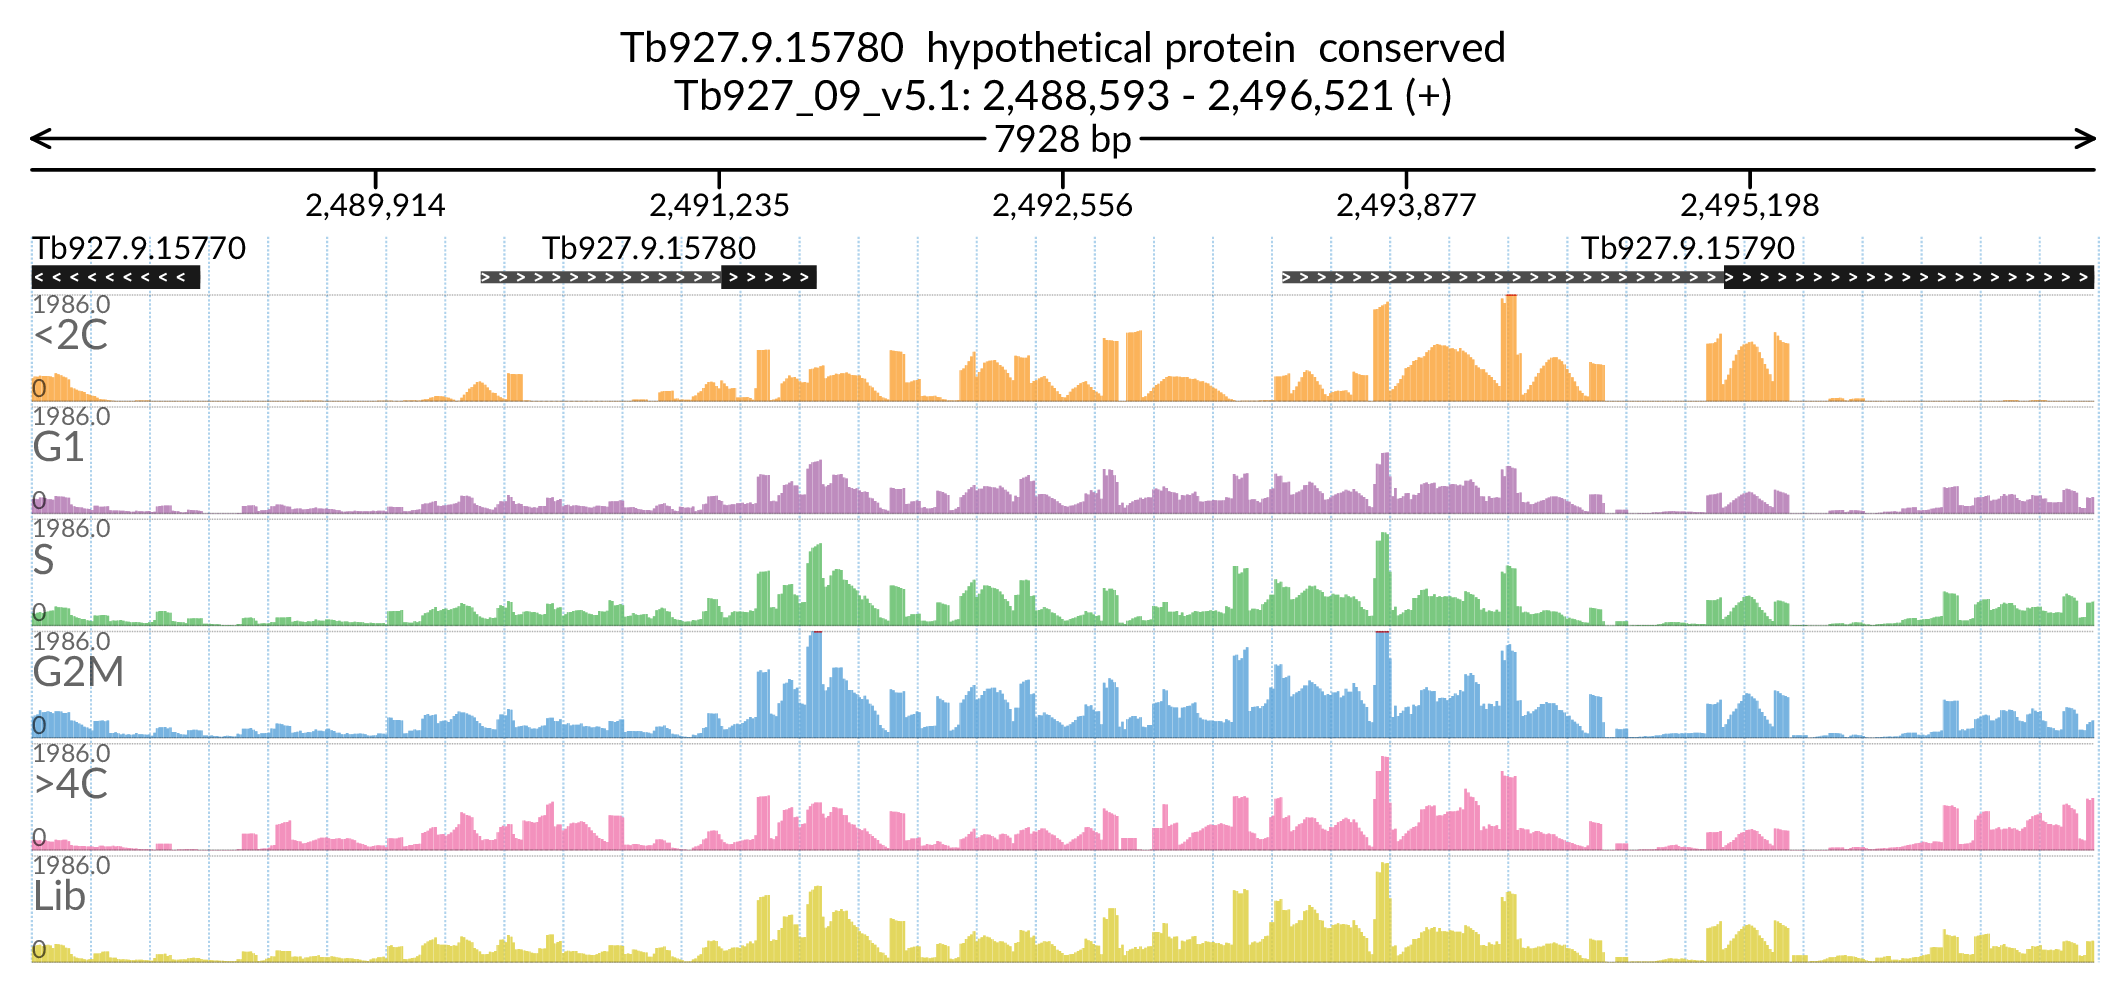 Tb927.9.15780  hypothetical protein  conserved
Tb927_09_v5.1: 2,488,593 - 2,496,521 (+)
7928 bp
2,489,914 2,491,235 2,492,556 2,493,877 2,495,198
Tb927.9.15770 Tb927.9.15780 Tb927.9.15790
1986.0
<2C
0
1986.0
G1
0
1986.0
S
0
1986.0
G2M
0
1986.0
>4C
0
1986.0
Lib
0